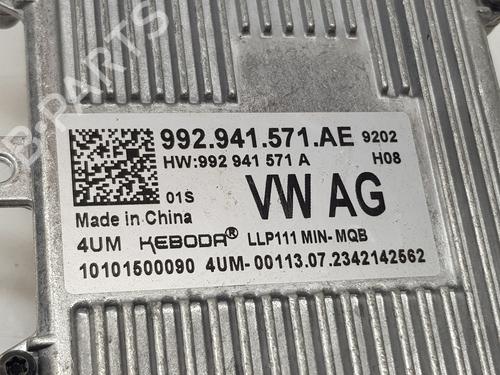 992.941.571.AE 9202
HW:992 941 571 A H08
01S VW AG
Made in China
4UM KEBODA® LLP111 MIN-MQB
10101500090 4UM-00113.07.2342142562
B-PARTS